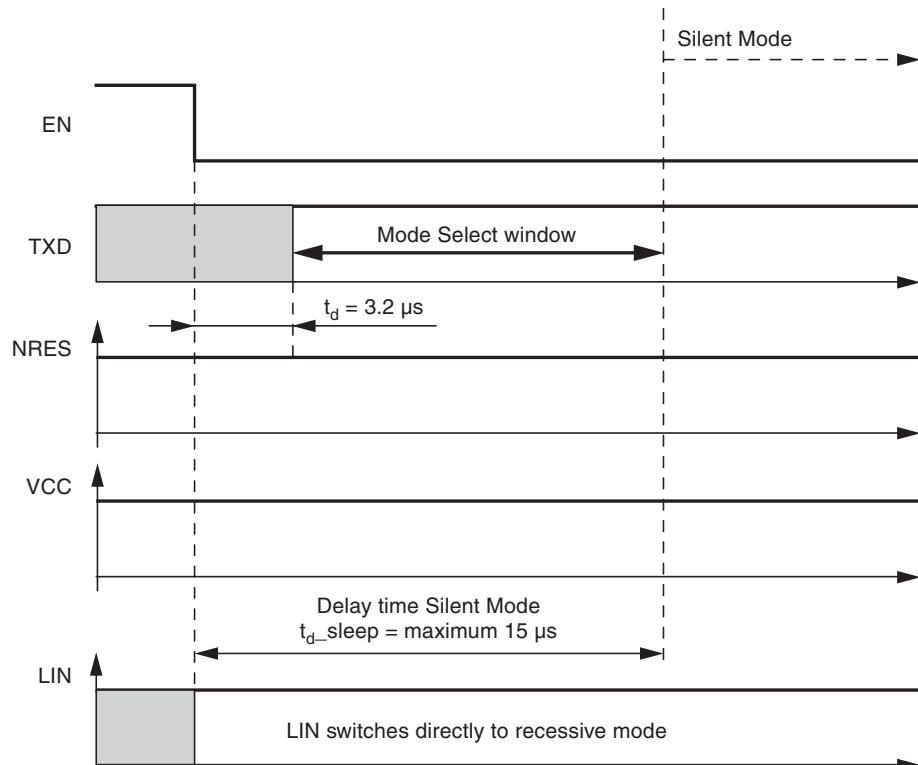 Silent Mode
EN
TXD
Mode Select window
t_d = 3.2 μs
NRES
VCC
Delay time Silent Mode
t_d_sleep = maximum 15 μs
LIN
LIN switches directly to recessive mode